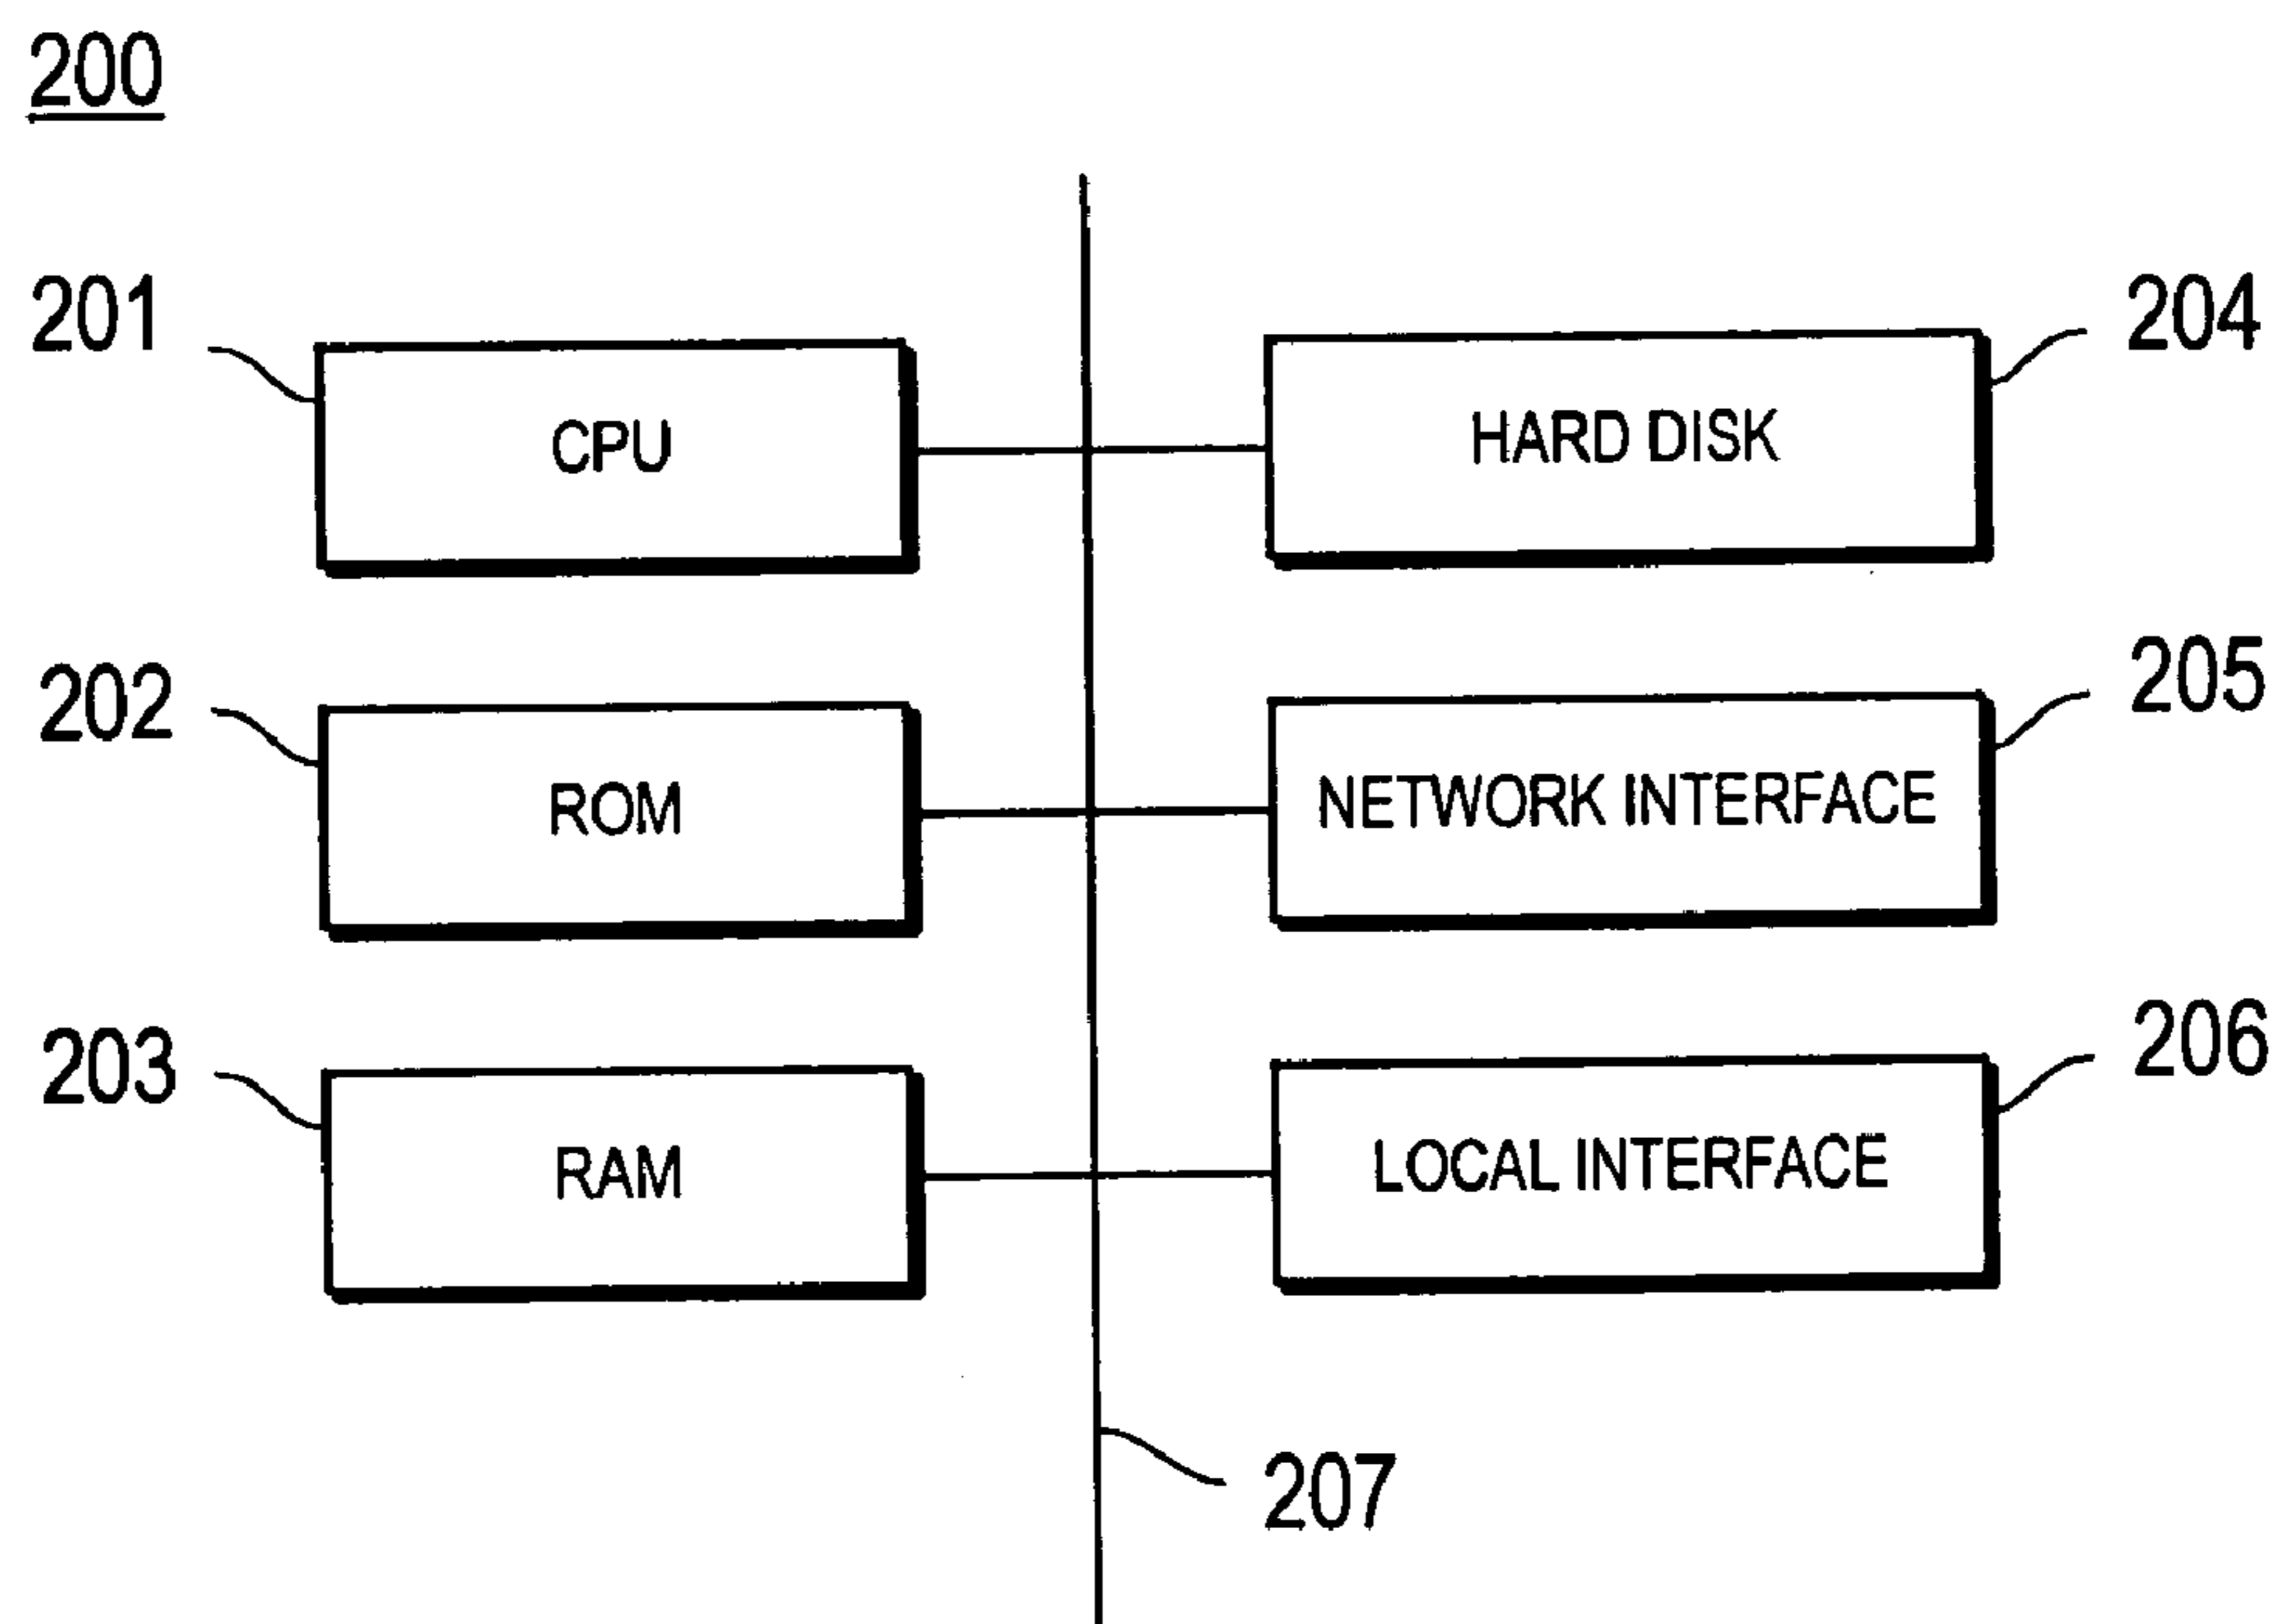 200
201
CPU
HARD DISK
204
202
ROM
NETWORK INTERFACE
205
203
RAM
LOCAL INTERFACE
206
207